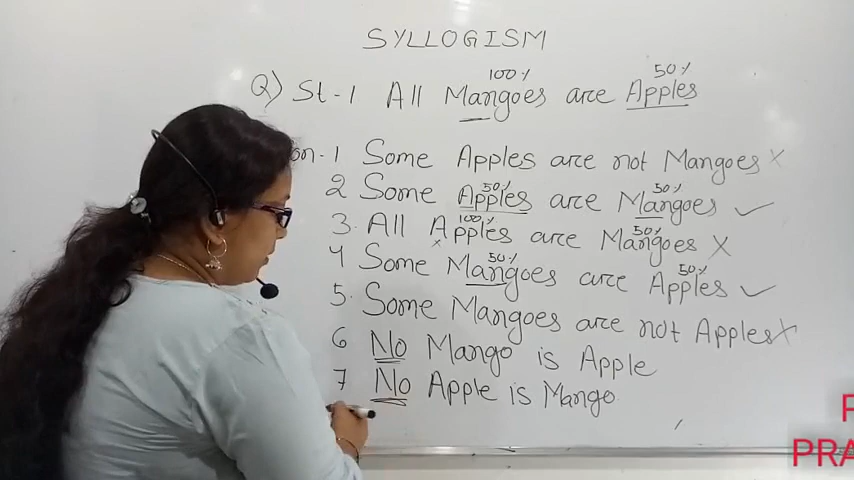 SYLLOGISM
100% 50%
Q) St-1 All Mangoes are Apples
on-1 Some Apples are not Mangoes X
50% 50%
2 Some Apples are Mangoes ✓
100% 50%
3. All Apples are Mangoes X
x 50% 50%
4 Some Mangoes are Apples ✓
5. Some Mangoes are not Apples X
6 No Mango is Apple
7 No Apple is Mango.
PRA